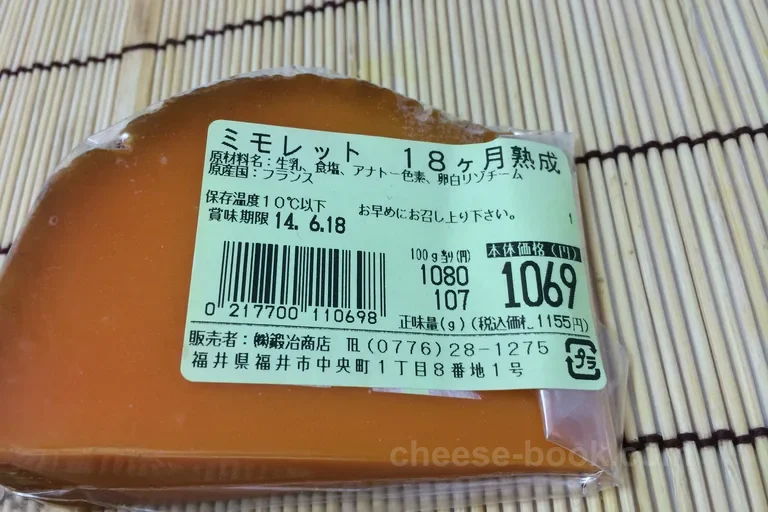 ミモレット 18ヶ月熟成
原材料名：生乳、食塩、アナトー色素、卵白リゾチーム
原産国：フランス
保存温度10℃以下 お早めにお召し上り下さい。 1
賞味期限 14. 6.18
100g当り(円) 本体価格(円)
1080 1069
107
正味量(g) (税込価格 1155円)
0 217700 110698
販売者：㈱鍛冶商店 ℡(0776)28-1275
福井県福井市中央町1丁目8番地1号
プラ
cheese-book.com